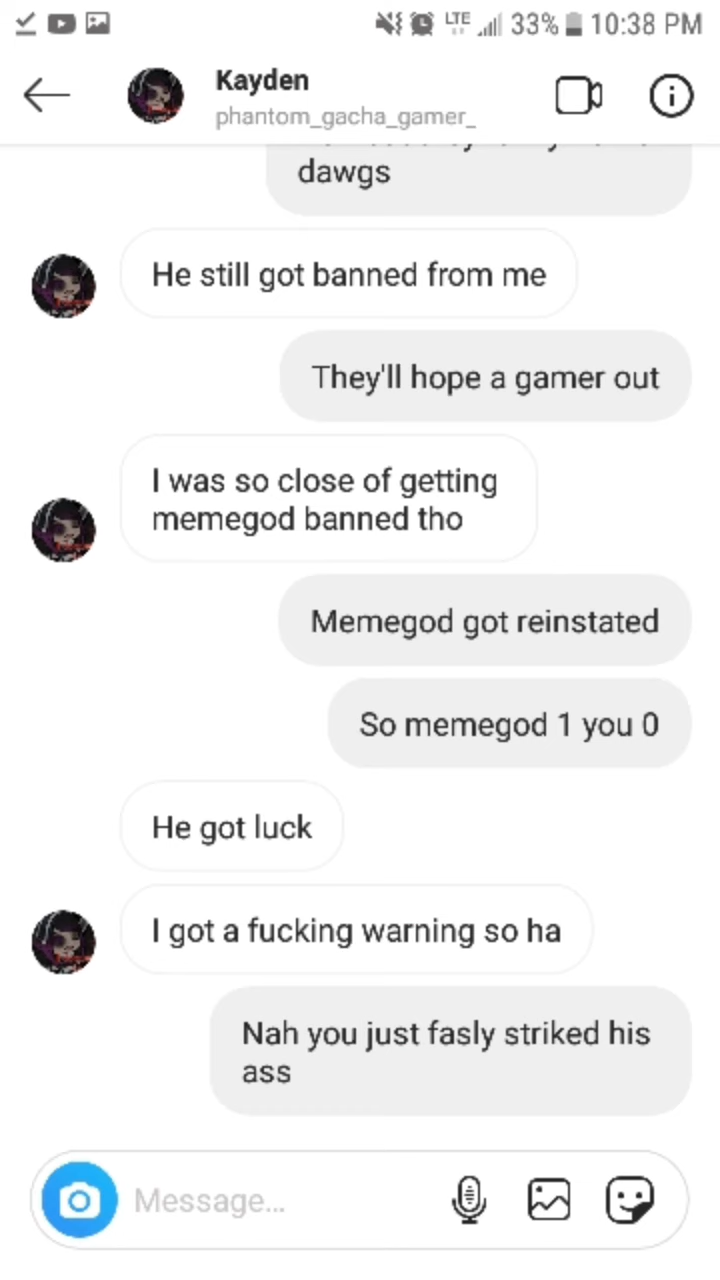 LTE 33% 10:38 PM
Kayden
phantom_gacha_gamer_
dawgs
He still got banned from me
They'll hope a gamer out
I was so close of getting
memegod banned tho
Memegod got reinstated
So memegod 1 you 0
He got luck
I got a fucking warning so ha
Nah you just fasly striked his
ass
Message...